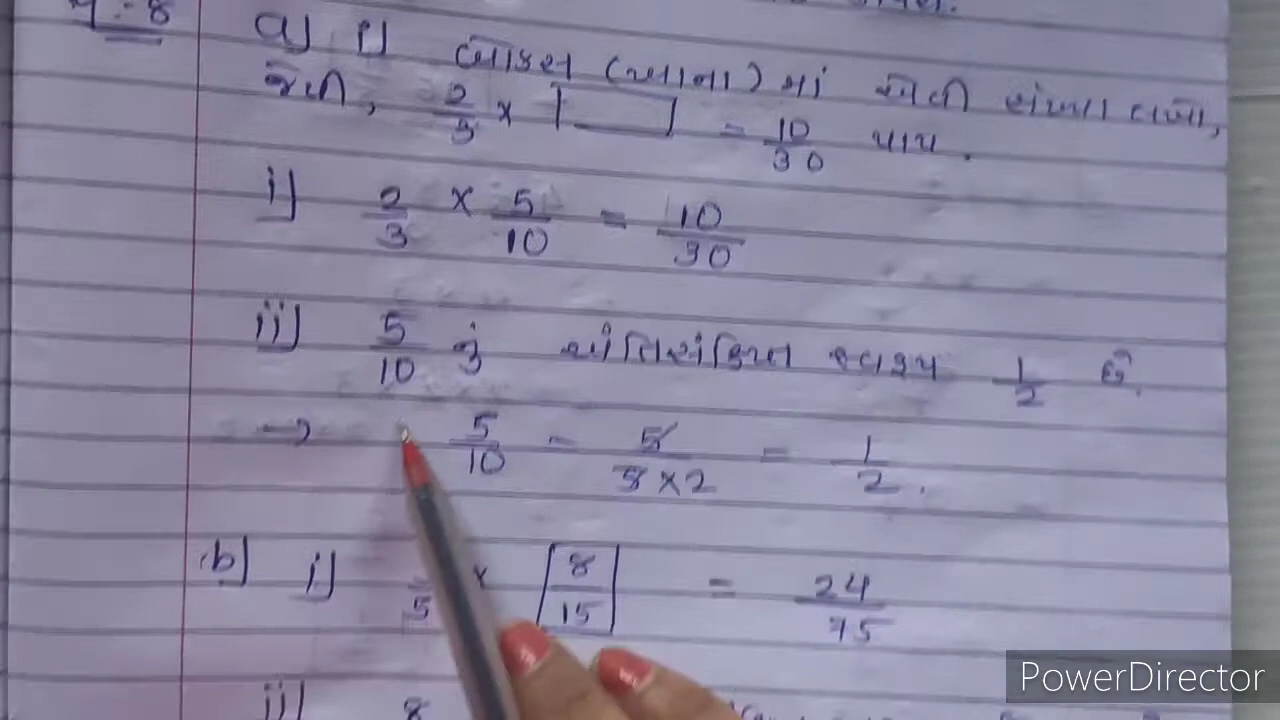 પ્ર.-8
a) i) બોક્સ (ખાના) માં એવી સંખ્યા લખો,
જેથી, 2/3 × [ ] = 10/30 થાય.
i) 2/3 × 5/10 = 10/30
ii) 5/10 નું અતિસંક્ષિપ્ત સ્વરૂપ 1/2 છે.
→ 5/10 = 5/5×2 = 1/2.
b) i) /5 × [8/15] = 24/75
ii) 8
PowerDirector